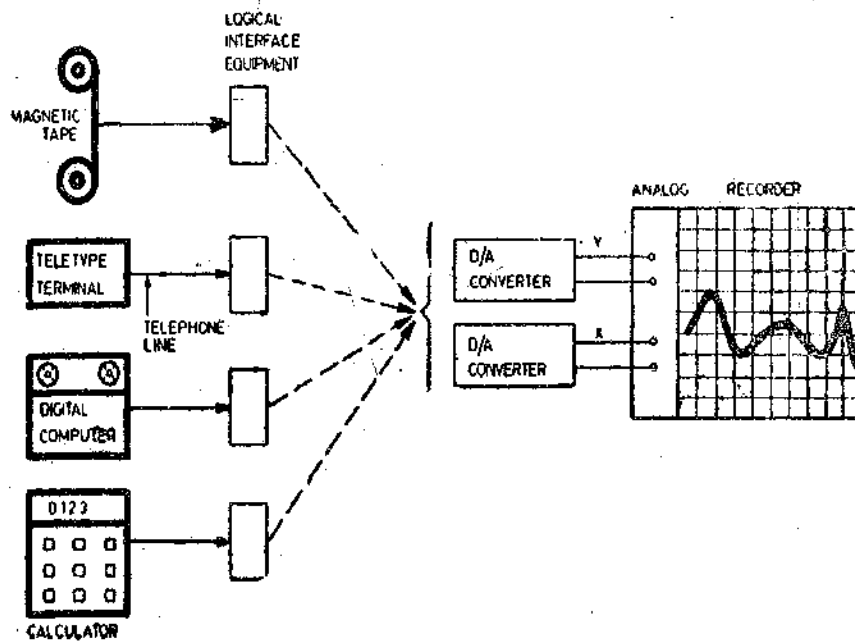 LOGICAL
INTERFACE
EQUIPMENT
MAGNETIC
TAPE
TELETYPE
TERMINAL
TELEPHONE
LINE
DIGITAL
COMPUTER
0123
CALCULATOR
D/A
CONVERTER
Y
D/A
CONVERTER
X
ANALOG RECORDER